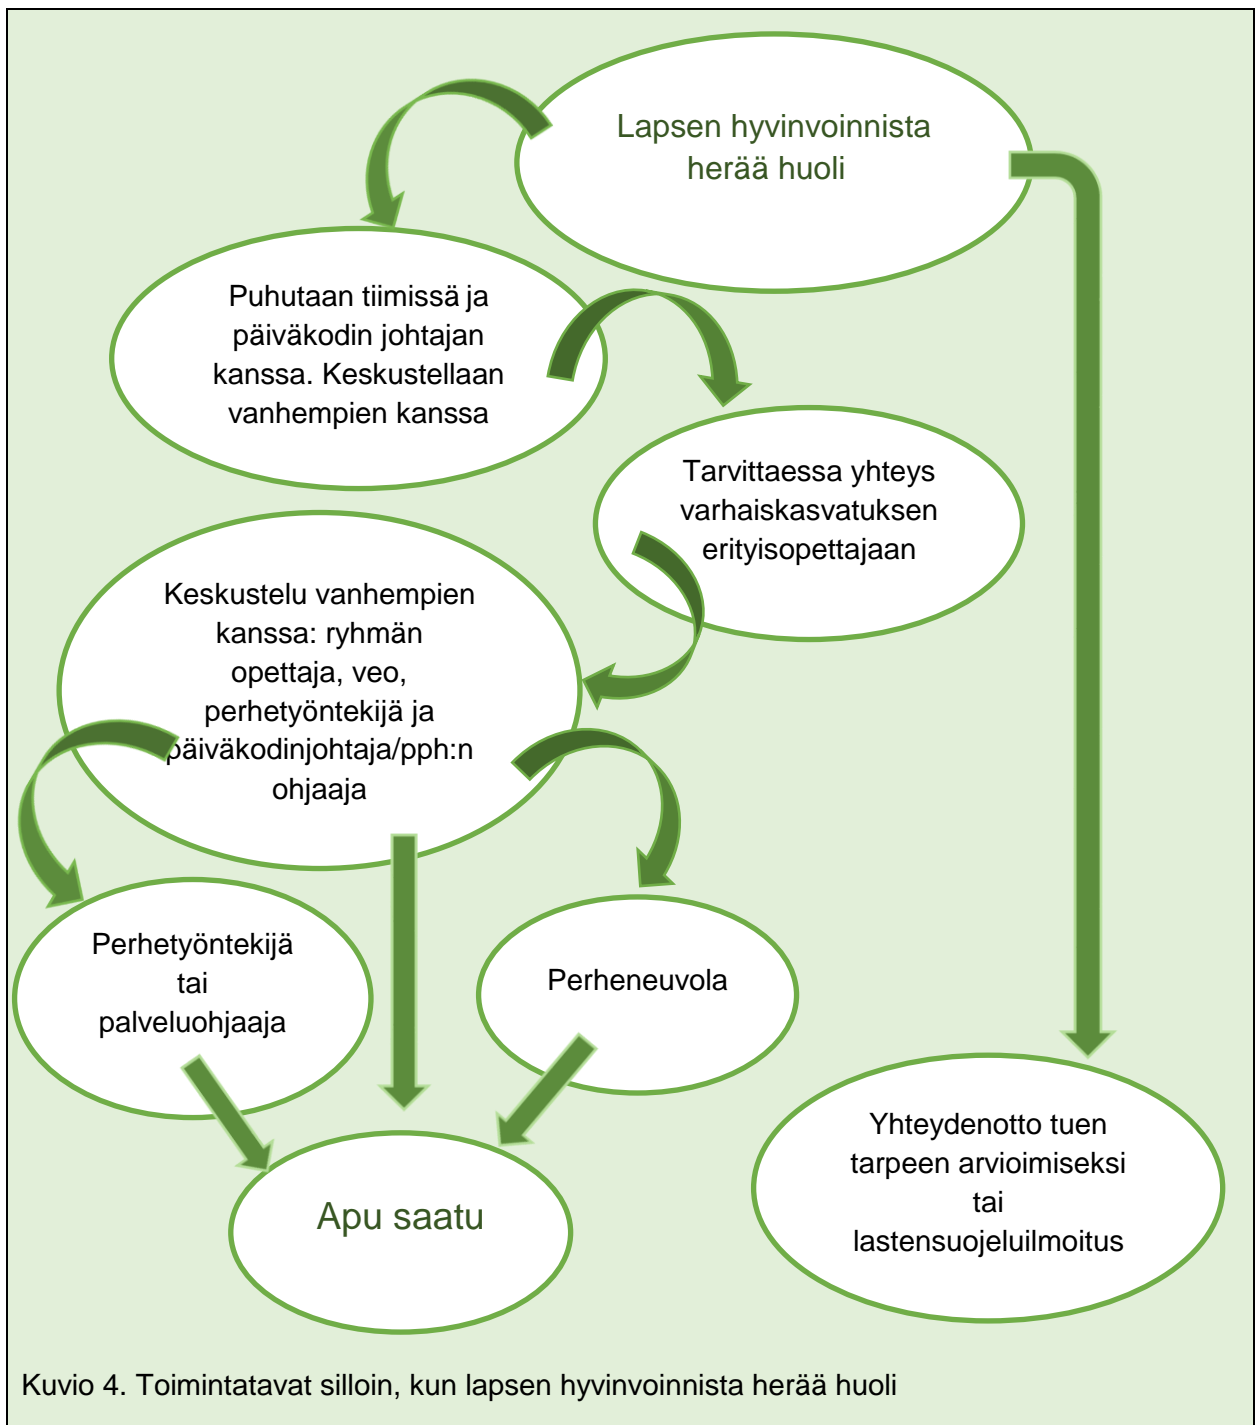 Lapsen hyvinvoinnista
herää huoli
Puhutaan tiimissä ja
päiväkodin johtajan
kanssa. Keskustellaan
vanhempien kanssa
Tarvittaessa yhteys
varhaiskasvatuksen
erityisopettajaan
Keskustelu vanhempien
kanssa: ryhmän
opettaja, veo,
perhetyöntekijä ja
päiväkodinjohtaja/pph:n
ohjaaja
Perhetyöntekijä
tai
palveluohjaaja
Perheneuvola
Yhteydenotto tuen
tarpeen arvioimiseksi
tai
lastensuojeluilmoitus
Apu saatu
Kuvio 4. Toimintatavat silloin, kun lapsen hyvinvoinnista herää huoli